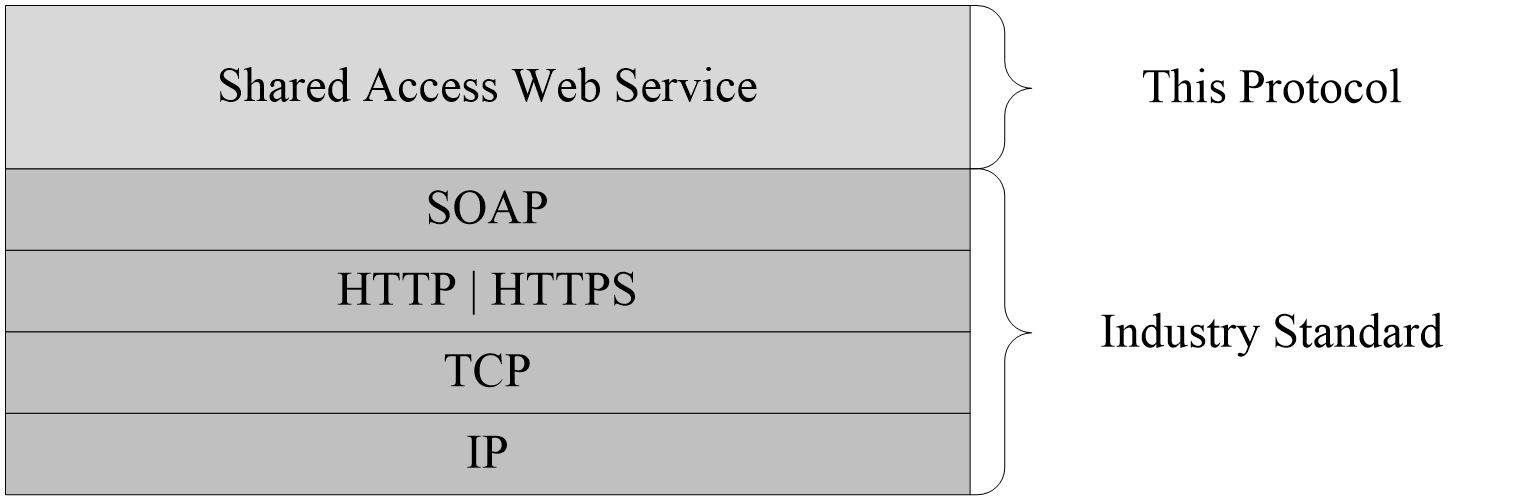 Shared Access Web Service
This Protocol
SOAP
HTTP | HTTPS
Industry Standard
TCP
IP